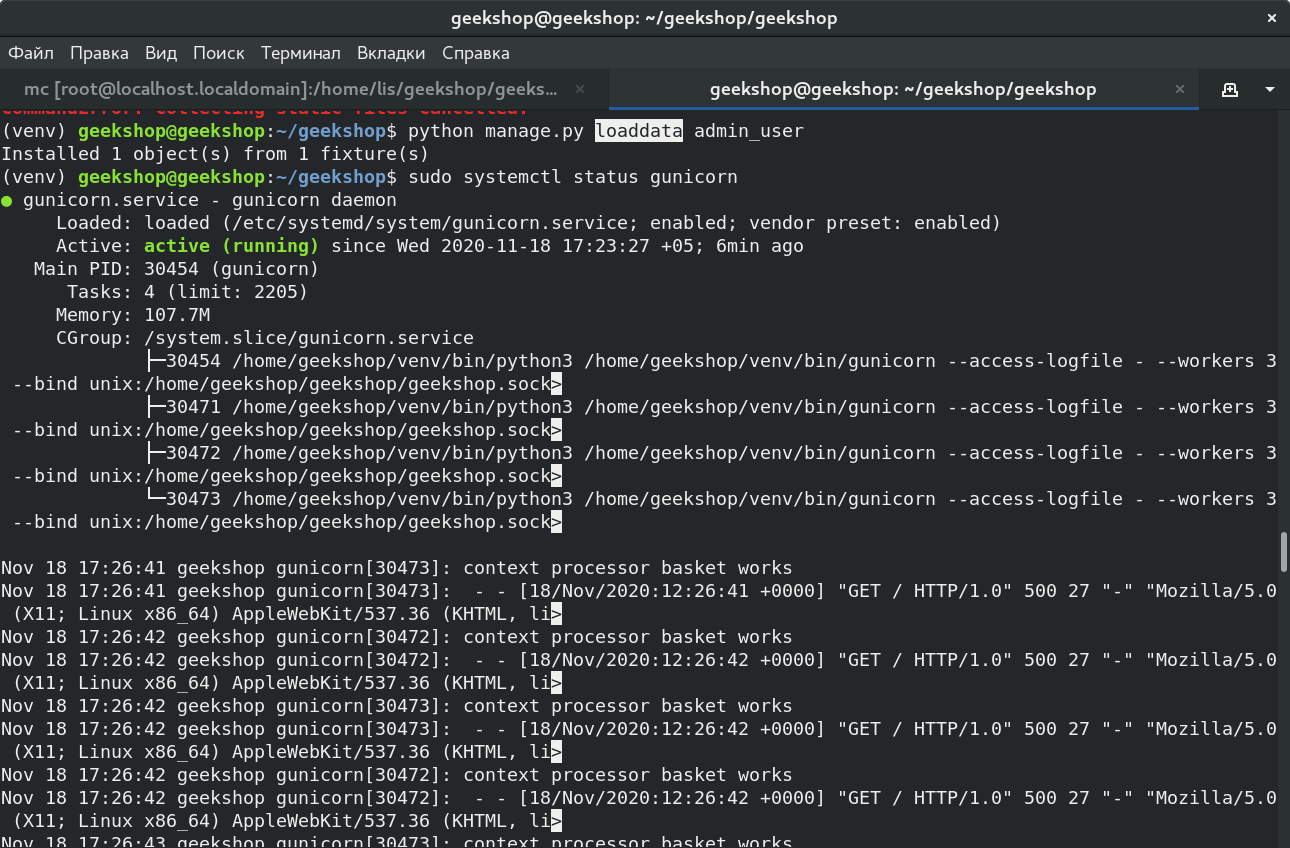 geekshop@geekshop: ~/geekshop/geekshop ×
Файл Правка Вид Поиск Терминал Вкладки Справка
mc [root@localhost.localdomain]:/home/lis/geekshop/geeks... × geekshop@geekshop: ~/geekshop/geekshop ×
CommandError: Collecting static files cancelled.
(venv) geekshop@geekshop:~/geekshop$ python manage.py loaddata admin_user
Installed 1 object(s) from 1 fixture(s)
(venv) geekshop@geekshop:~/geekshop$ sudo systemctl status gunicorn
● gunicorn.service - gunicorn daemon
Loaded: loaded (/etc/systemd/system/gunicorn.service; enabled; vendor preset: enabled)
Active: active (running) since Wed 2020-11-18 17:23:27 +05; 6min ago
Main PID: 30454 (gunicorn)
Tasks: 4 (limit: 2205)
Memory: 107.7M
CGroup: /system.slice/gunicorn.service
├─30454 /home/geekshop/venv/bin/python3 /home/geekshop/venv/bin/gunicorn --access-logfile - --workers 3
--bind unix:/home/geekshop/geekshop/geekshop.sock>
├─30471 /home/geekshop/venv/bin/python3 /home/geekshop/venv/bin/gunicorn --access-logfile - --workers 3
--bind unix:/home/geekshop/geekshop/geekshop.sock>
├─30472 /home/geekshop/venv/bin/python3 /home/geekshop/venv/bin/gunicorn --access-logfile - --workers 3
--bind unix:/home/geekshop/geekshop/geekshop.sock>
└─30473 /home/geekshop/venv/bin/python3 /home/geekshop/venv/bin/gunicorn --access-logfile - --workers 3
--bind unix:/home/geekshop/geekshop/geekshop.sock>
Nov 18 17:26:41 geekshop gunicorn[30473]: context processor basket works
Nov 18 17:26:41 geekshop gunicorn[30473]:  - - [18/Nov/2020:12:26:41 +0000] "GET / HTTP/1.0" 500 27 "-" "Mozilla/5.0
(X11; Linux x86_64) AppleWebKit/537.36 (KHTML, li>
Nov 18 17:26:42 geekshop gunicorn[30472]: context processor basket works
Nov 18 17:26:42 geekshop gunicorn[30472]:  - - [18/Nov/2020:12:26:42 +0000] "GET / HTTP/1.0" 500 27 "-" "Mozilla/5.0
(X11; Linux x86_64) AppleWebKit/537.36 (KHTML, li>
Nov 18 17:26:42 geekshop gunicorn[30473]: context processor basket works
Nov 18 17:26:42 geekshop gunicorn[30473]:  - - [18/Nov/2020:12:26:42 +0000] "GET / HTTP/1.0" 500 27 "-" "Mozilla/5.0
(X11; Linux x86_64) AppleWebKit/537.36 (KHTML, li>
Nov 18 17:26:42 geekshop gunicorn[30472]: context processor basket works
Nov 18 17:26:42 geekshop gunicorn[30472]:  - - [18/Nov/2020:12:26:42 +0000] "GET / HTTP/1.0" 500 27 "-" "Mozilla/5.0
(X11; Linux x86_64) AppleWebKit/537.36 (KHTML, li>
Nov 18 17:26:43 geekshop gunicorn[30473]: context processor basket works